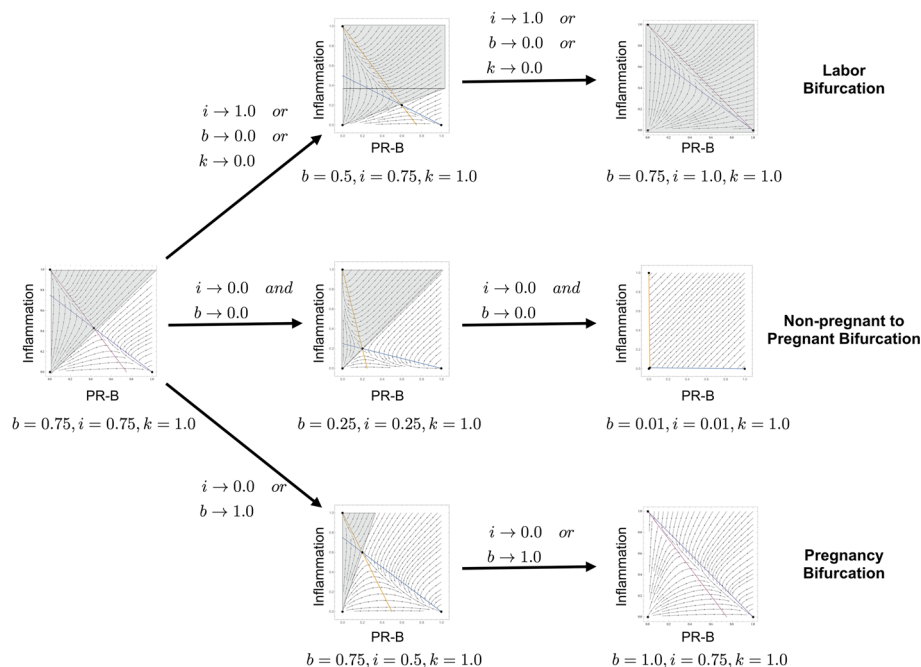 i → 1.0 or
b → 0.0 or
k → 0.0
Inflammation
PR-B
b = 0.5, i = 0.75, k = 1.0
i → 1.0 or
b → 0.0 or
k → 0.0
Inflammation
PR-B
b = 0.75, i = 1.0, k = 1.0
Labor
Bifurcation
Inflammation
PR-B
b = 0.75, i = 0.75, k = 1.0
i → 0.0 and
b → 0.0
Inflammation
PR-B
b = 0.25, i = 0.25, k = 1.0
i → 0.0 and
b → 0.0
Inflammation
PR-B
b = 0.01, i = 0.01, k = 1.0
Non-pregnant to
Pregnant Bifurcation
i → 0.0 or
b → 1.0
Inflammation
PR-B
b = 0.75, i = 0.5, k = 1.0
i → 0.0 or
b → 1.0
Inflammation
PR-B
b = 1.0, i = 0.75, k = 1.0
Pregnancy
Bifurcation